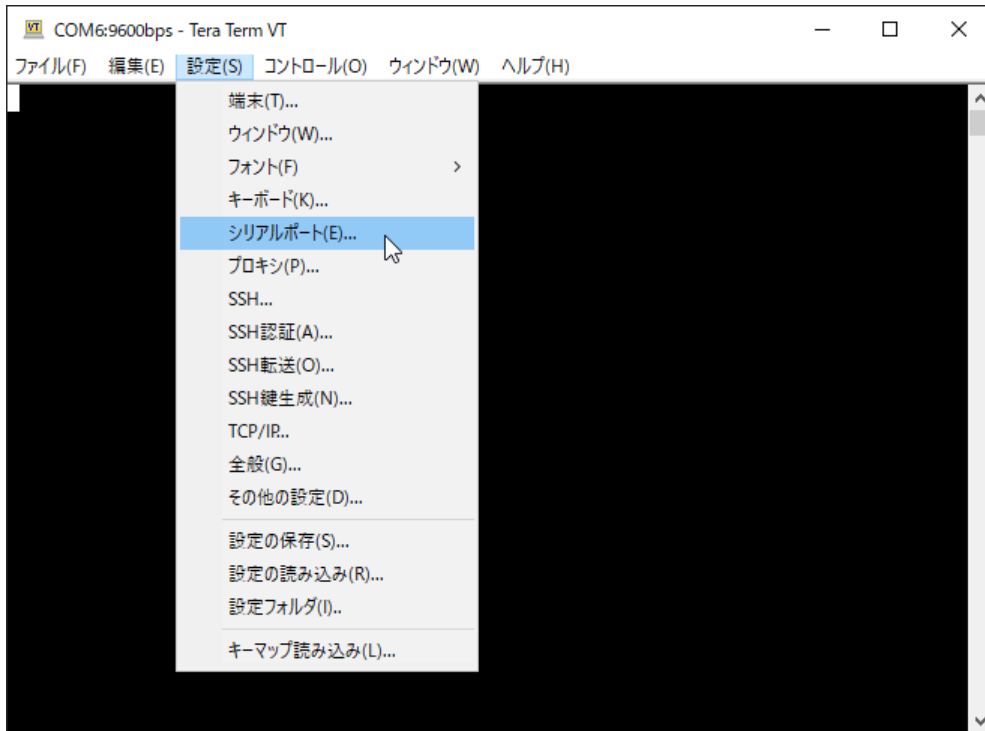 COM6:9600bps - Tera Term VT
ファイル(F) 編集(E) 設定(S) コントロール(O) ウィンドウ(W) ヘルプ(H)
端末(T)...
ウィンドウ(W)...
フォント(F)
キーボード(K)...
シリアルポート(E)...
プロキシ(P)...
SSH...
SSH認証(A)...
SSH転送(O)...
SSH鍵生成(N)...
TCP/IP...
全般(G)...
その他の設定(D)...
設定の保存(S)...
設定の読み込み(R)...
設定フォルダ(I)..
キーマップ読み込み(L)...